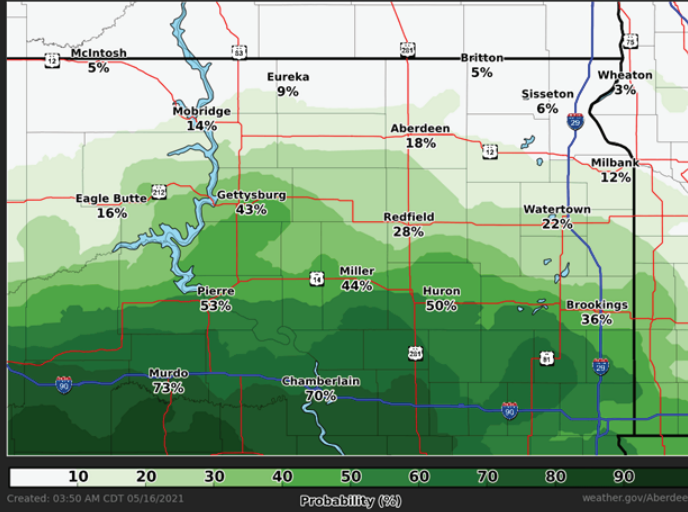 83
281
75
12
McIntosh
5%
Britton
5%
Eureka
9%
Wheaton
3%
Sisseton
6%
Mobridge
14%
29
Aberdeen
18%
12
Milbank
12%
212
Eagle Butte
16%
Gettysburg
43%
Watertown
22%
Redfield
28%
Miller
44%
14
Pierre
53%
Huron
50%
Brookings
36%
281
81
29
Murdo
73%
90
Chamberlain
70%
90
10 20 30 40 50 60 70 80 90
Created: 03:50 AM CDT 05/16/2021
Probability (%)
weather.gov/Aberdee